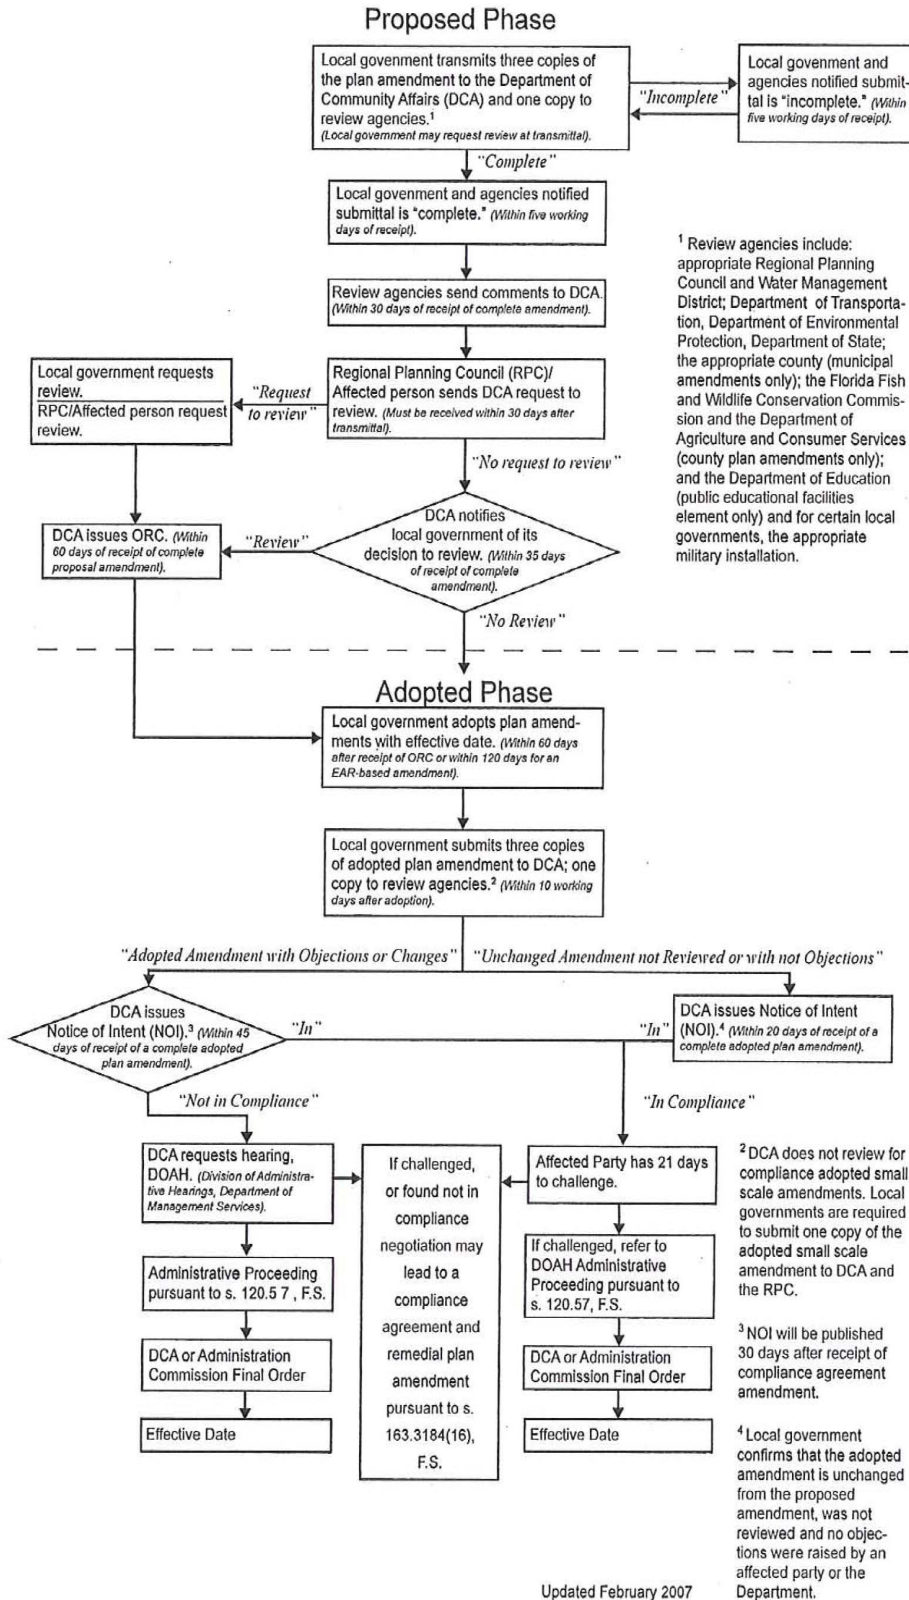 Proposed Phase
Local govenment transmits three copies
of the plan amendment to the Department of
Community Affairs (DCA) and one copy to
review agencies.¹
(Local government may request review at transmittal).
"Incomplete"
Local govenment and
agencies notified submit-
tal is "incomplete." (Within
five working days of receipt).
"Complete"
Local govenment and agencies notified
submittal is "complete." (Within five working
days of receipt).
Review agencies send comments to DCA.
(Within 30 days of receipt of complete amendment).
Regional Planning Council (RPC)/
Affected person sends DCA request to
review. (Must be received within 30 days after
transmittal).
"Request
to review"
Local government requests
review.
RPC/Affected person request
review.
"No request to review"
DCA notifies
local government of its
decision to review. (Within 35 days
of receipt of complete
amendment).
"Review"
DCA issues ORC. (Within
60 days of receipt of complete
proposal amendment).
"No Review"
¹ Review agencies include:
appropriate Regional Planning
Council and Water Management
District; Department of Transporta-
tion, Department of Environmental
Protection, Department of State;
the appropriate county (municipal
amendments only); the Florida Fish
and Wildlife Conservation Commis-
sion and the Department of
Agriculture and Consumer Services
(county plan amendments only);
and the Department of Education
(public educational facilities
element only) and for certain local
governments, the appropriate
military installation.
Adopted Phase
Local government adopts plan amend-
ments with effective date. (Within 60 days
after receipt of ORC or within 120 days for an
EAR-based amendment).
Local government submits three copies
of adopted plan amendment to DCA; one
copy to review agencies.² (Within 10 working
days after adoption).
"Adopted Amendment with Objections or Changes"
"Unchanged Amendment not Reviewed or with not Objections"
DCA issues
Notice of Intent (NOI).³ (Within 45
days of receipt of a complete adopted
plan amendment).
"In"
"In"
DCA issues Notice of Intent
(NOI).⁴ (Within 20 days of receipt of a
complete adopted plan amendment).
"Not in Compliance"
"In Compliance"
DCA requests hearing,
DOAH. (Division of Administra-
tive Hearings, Department of
Management Services).
Administrative Proceeding
pursuant to s. 120.5 7 , F.S.
DCA or Administration
Commission Final Order
Effective Date
If challenged,
or found not in
compliance
negotiation may
lead to a
compliance
agreement and
remedial plan
amendment
pursuant to s.
163.3184(16),
F.S.
Affected Party has 21 days
to challenge.
If challenged, refer to
DOAH Administrative
Proceeding pursuant to
s. 120.57, F.S.
DCA or Administration
Commission Final Order
Effective Date
² DCA does not review for
compliance adopted small
scale amendments. Local
governments are required
to submit one copy of the
adopted small scale
amendment to DCA and
the RPC.
³ NOI will be published
30 days after receipt of
compliance agreement
amendment.
⁴ Local government
confirms that the adopted
amendment is unchanged
from the proposed
amendment, was not
reviewed and no objec-
tions were raised by an
affected party or the
Department.
Updated February 2007